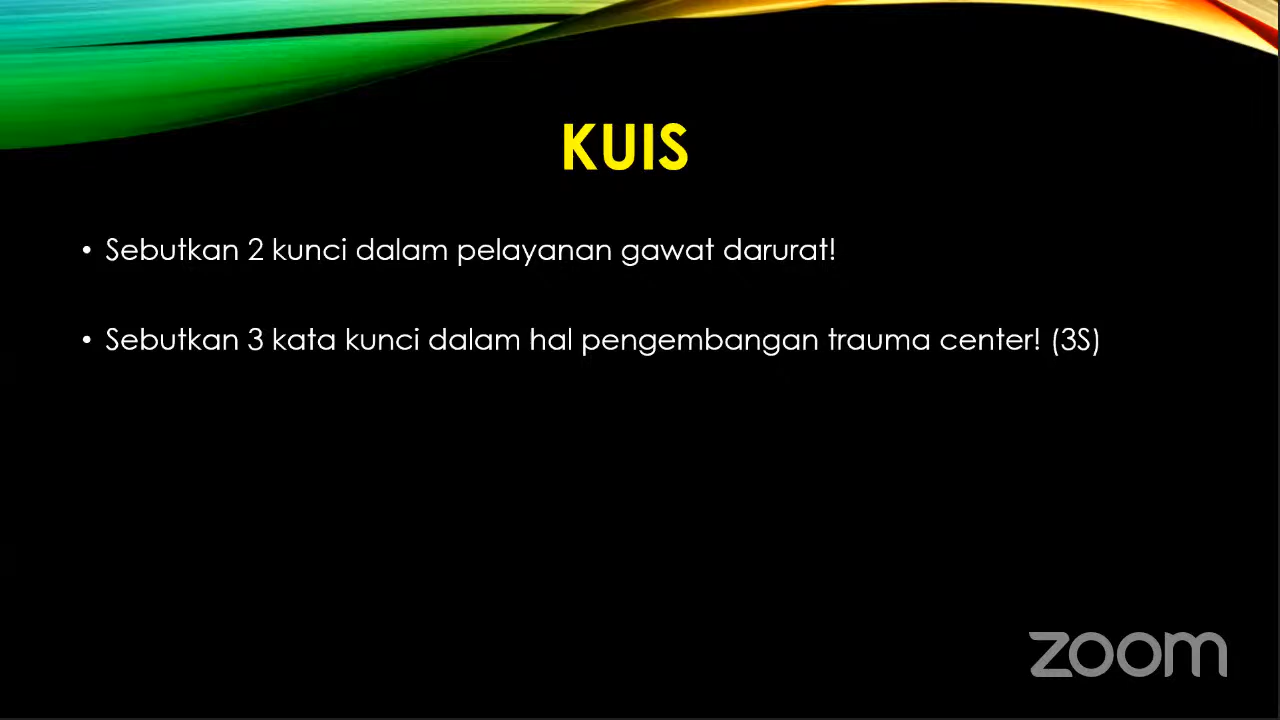 KUIS
• Sebutkan 2 kunci dalam pelayanan gawat darurat!
• Sebutkan 3 kata kunci dalam hal pengembangan trauma center! (3S)
zoom